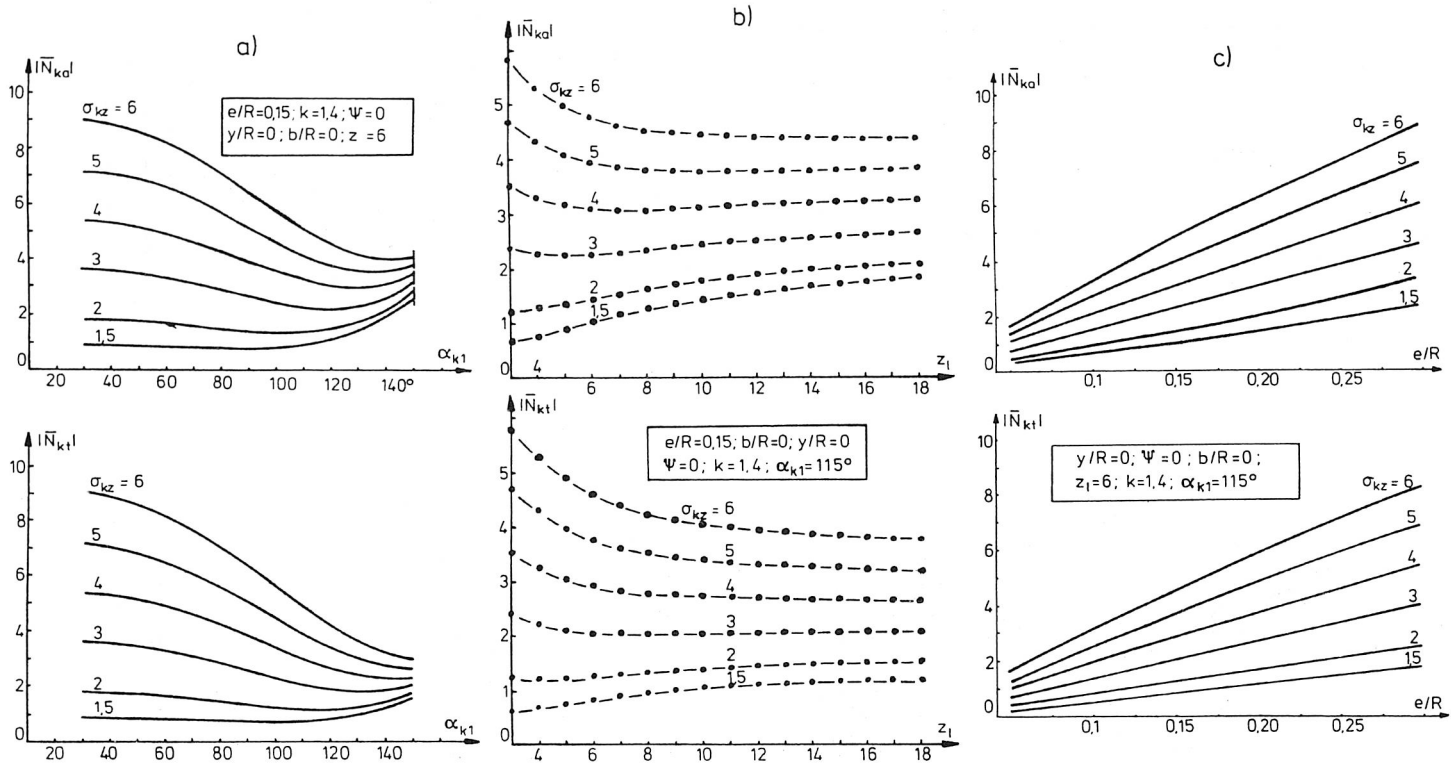 a)
|N̅ka|
10
8
6
4
2
0
σkz = 6
5
4
3
2
1,5
e/R=0,15; k=1,4; Ψ=0
y/R=0; b/R=0; z=6
20 40 60 80 100 120 140°
αk1
b)
|N̅ka|
5
4
3
2
1
0
σkz = 6
5
4
3
2
1,5
4 6 8 10 12 14 16 18
zl
c)
|N̅ka|
10
8
6
4
2
0
σkz = 6
5
4
3
2
1,5
0,1 0,15 0,20 0,25
e/R
|N̅kt|
10
8
6
4
2
0
σkz = 6
5
4
3
2
1,5
20 40 60 80 100 120 140
αk1
|N̅kt|
5
4
3
2
1
0
e/R=0,15; b/R=0; y/R=0
Ψ=0; k=1,4; αk1=115°
σkz = 6
5
4
3
2
1,5
4 6 8 10 12 14 16 18
zl
|N̅kt|
10
8
6
4
2
0
y/R=0; Ψ=0; b/R=0;
zl=6; k=1,4; αk1=115°
σkz = 6
5
4
3
2
1,5
0,1 0,15 0,20 0,25
e/R